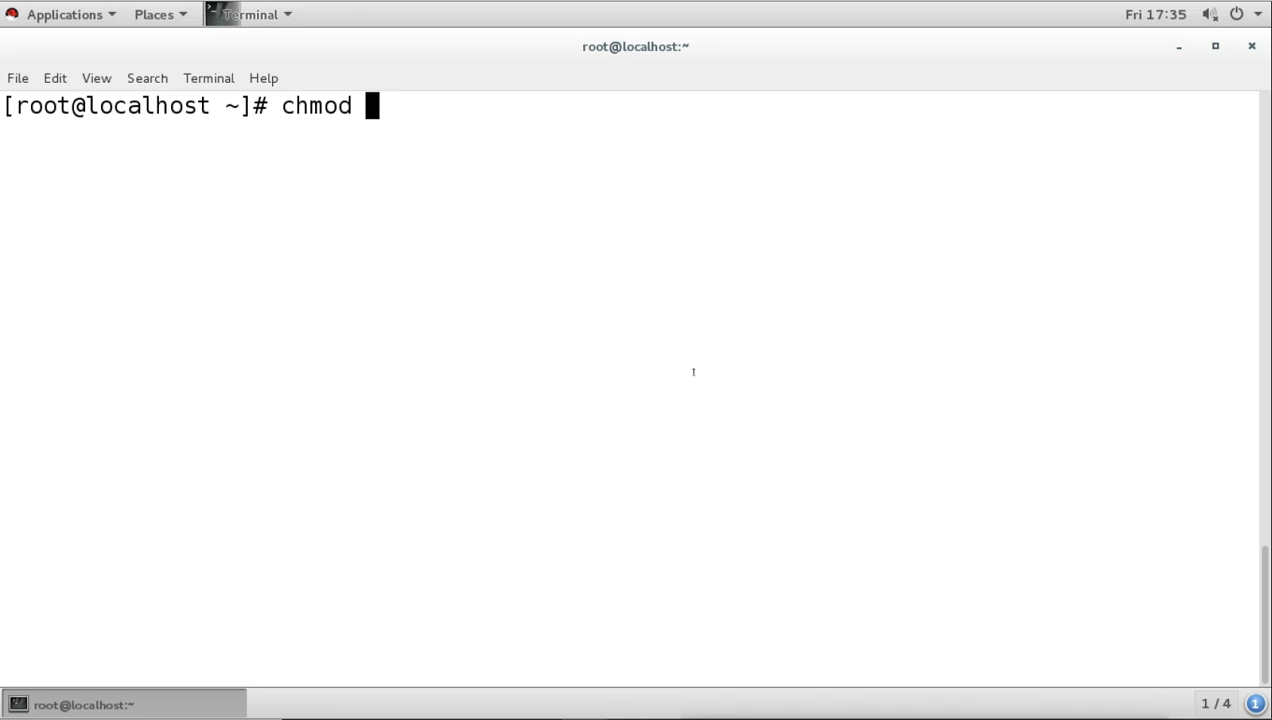 Applications Places Terminal Fri 17:35
root@localhost:~
File Edit View Search Terminal Help
[root@localhost ~]# chmod
root@localhost:~ 1 / 4 1